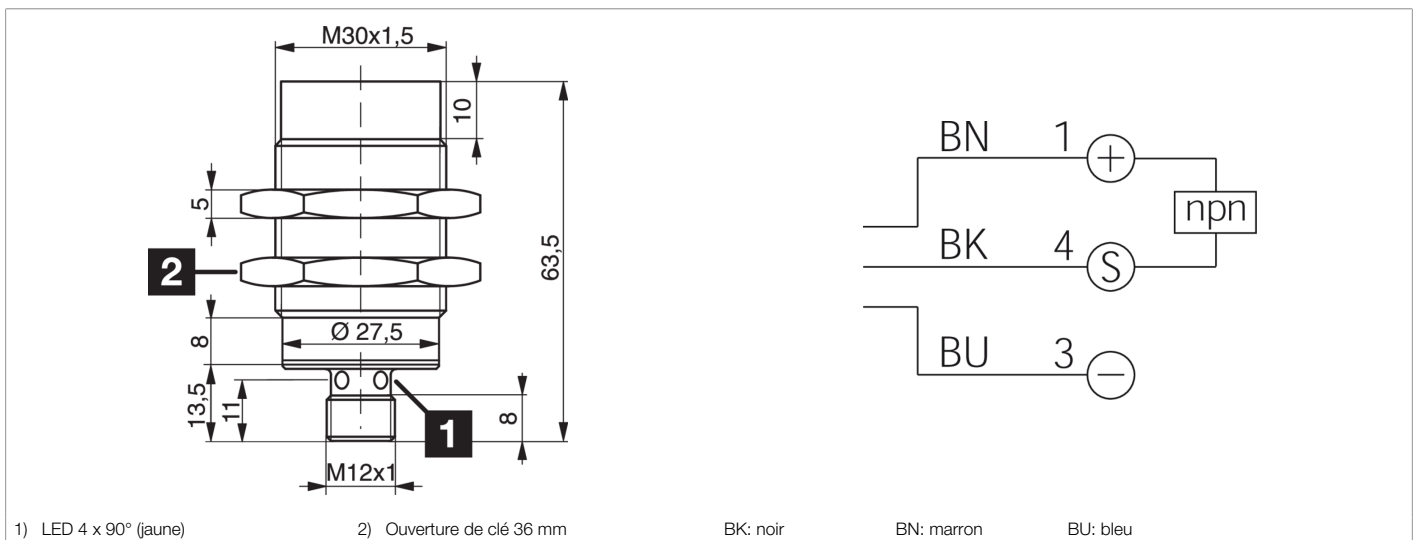 M30x1,5
10
5
2
63,5
8
Ø 27,5
13,5
11
1
8
M12x1
BN 1 +
npn
BK 4 S
BU 3 −
1) LED 4 x 90° (jaune) 2) Ouverture de clé 36 mm BK: noir BN: marron BU: bleu